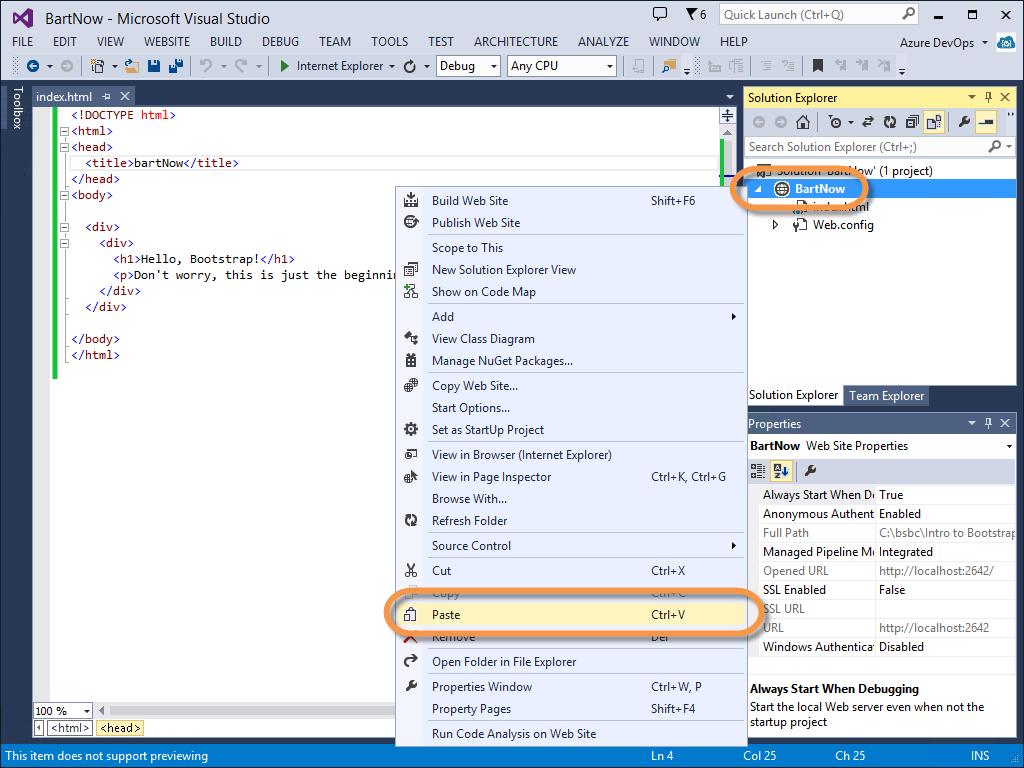 BartNow - Microsoft Visual Studio
6
Quick Launch (Ctrl+Q)
FILE EDIT VIEW WEBSITE BUILD DEBUG TEAM TOOLS TEST ARCHITECTURE ANALYZE WINDOW HELP
Azure DevOps
Internet Explorer Debug Any CPU
Toolbox
index.html
<!DOCTYPE html>
<html>
<head>
<title>bartNow</title>
</head>
<body>
<div>
<div>
<h1>Hello, Bootstrap!</h1>
<p>Don't worry, this is just the beginnin
</div>
</div>
</body>
</html>
100 %
<html> <head>
Build Web Site Shift+F6
Publish Web Site
Scope to This
New Solution Explorer View
Show on Code Map
Add
View Class Diagram
Manage NuGet Packages...
Copy Web Site...
Start Options...
Set as StartUp Project
View in Browser (Internet Explorer)
View in Page Inspector Ctrl+K, Ctrl+G
Browse With...
Refresh Folder
Source Control
Cut Ctrl+X
Copy Ctrl+C
Paste Ctrl+V
Remove Del
Open Folder in File Explorer
Properties Window Ctrl+W, P
Property Pages Shift+F4
Run Code Analysis on Web Site
Solution Explorer
Search Solution Explorer (Ctrl+;)
Solution 'BartNow' (1 project)
BartNow
index.html
Web.config
Solution Explorer Team Explorer
Properties
BartNow Web Site Properties
Always Start When De True
Anonymous Authent Enabled
Full Path C:\bsbc\Intro to Bootstrap
Managed Pipeline Mo Integrated
Opened URL http://localhost:2642/
SSL Enabled False
SSL URL
URL http://localhost:2642
Windows Authentica Disabled
Always Start When Debugging
Start the local Web server even when not the
startup project
This item does not support previewing Ln 4 Col 25 Ch 25 INS